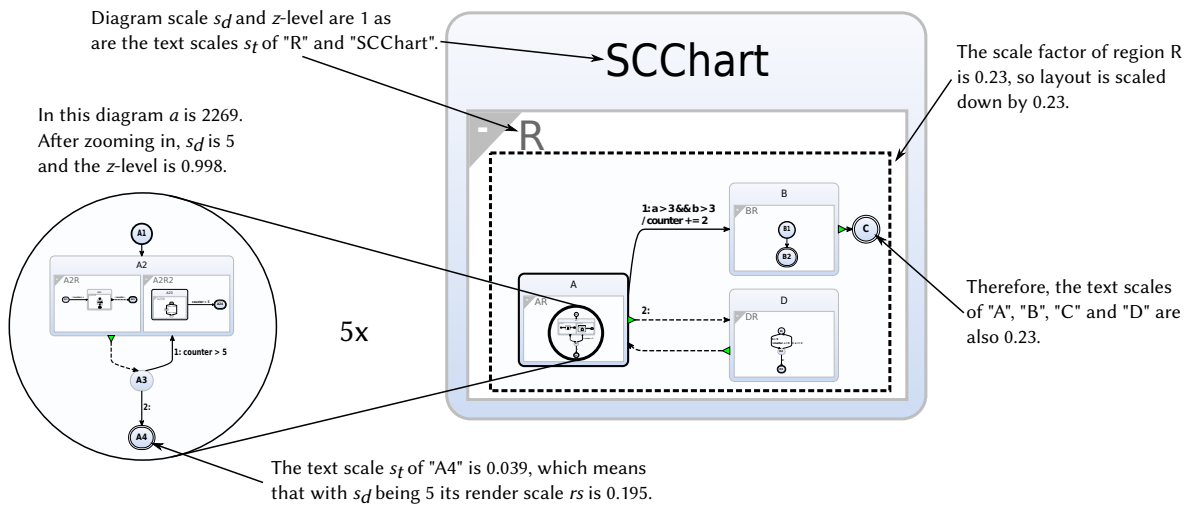 Diagram scale sd and z-level are 1 as
are the text scales st of "R" and "SCChart".
SCChart
The scale factor of region R
is 0.23, so layout is scaled
down by 0.23.
In this diagram a is 2269.
After zooming in, sd is 5
and the z-level is 0.998.
- R
B
1: a > 3 && b > 3
/ counter += 2
BR
B1
B2
C
A1
A2
A2R
A2R2
1: counter > 5
A3
2:
A4
5x
A
AR
2:
D
DR
Therefore, the text scales
of "A", "B", "C" and "D" are
also 0.23.
The text scale st of "A4" is 0.039, which means
that with sd being 5 its render scale rs is 0.195.